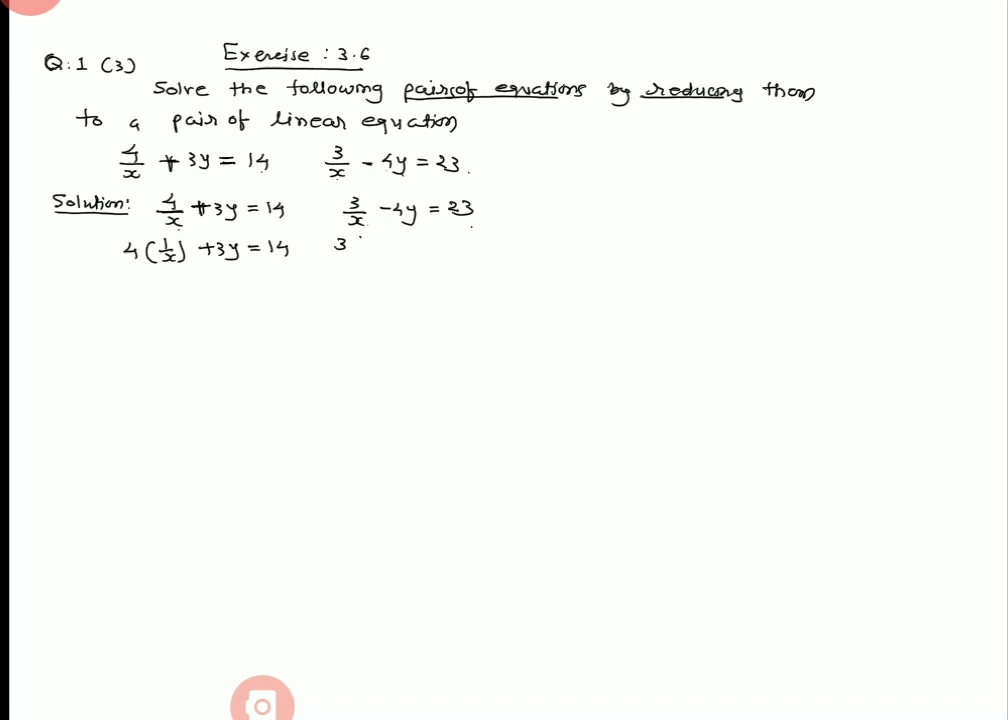 Exercise : 3.6
Q.1 (3)
Solve the following pair of equations by reducing them
to a pair of linear equation
4/x + 3y = 14 3/x - 4y = 23.
Solution: 4/x + 3y = 14 3/x - 4y = 23
4 (1/x) + 3y = 14 3